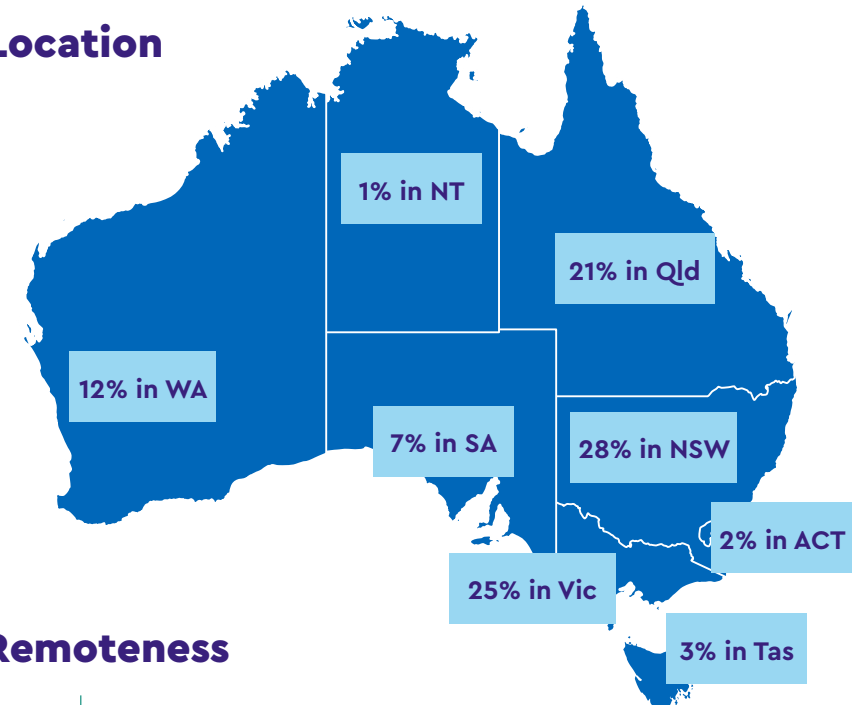 Location
1% in NT
21% in Qld
12% in WA
7% in SA
28% in NSW
2% in ACT
25% in Vic
3% in Tas
Remoteness